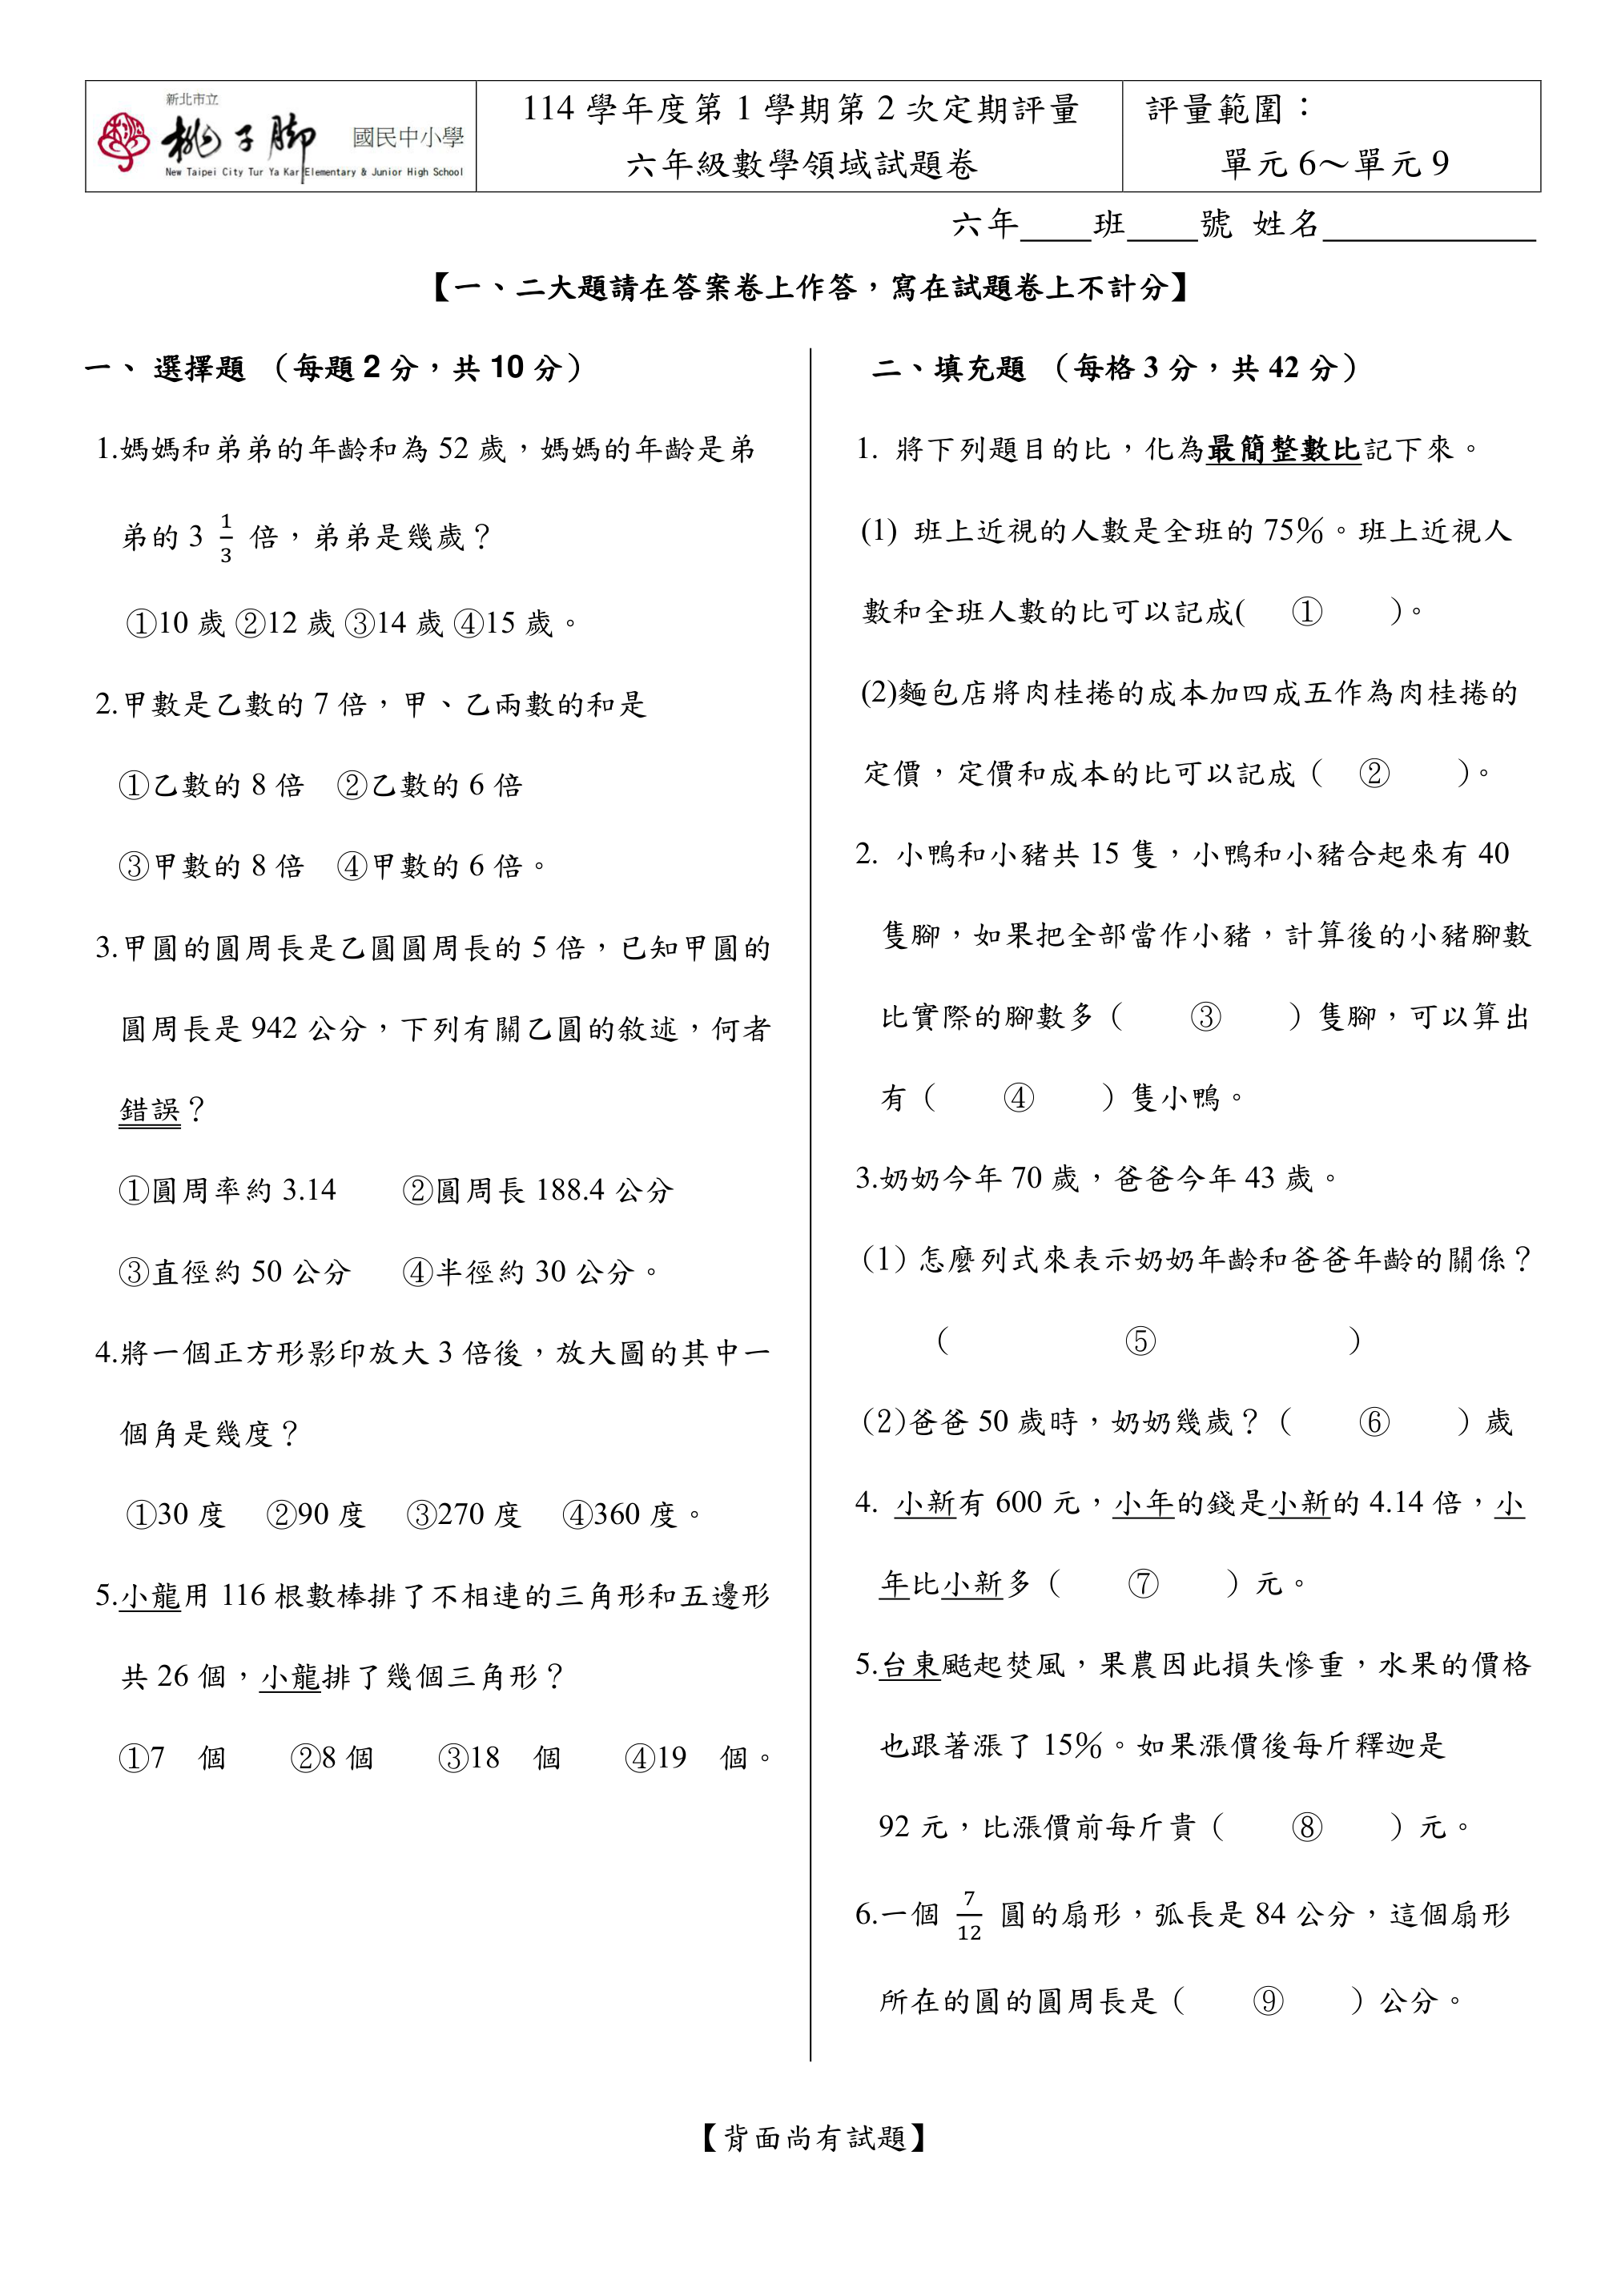 新北市立
桃子腳 國民中小學
New Taipei City Tur Ya Kar Elementary & Junior High School
114 學年度第 1 學期第 2 次定期評量
六年級數學領域試題卷
評量範圍：
單元 6～單元 9
六年____班____號 姓名____________
【一、二大題請在答案卷上作答，寫在試題卷上不計分】
一、 選擇題 （每題 2 分，共 10 分）
1.媽媽和弟弟的年齡和為 52 歲，媽媽的年齡是弟
弟的 3 1/3 倍，弟弟是幾歲？
①10 歲 ②12 歲 ③14 歲 ④15 歲。
2.甲數是乙數的 7 倍，甲、乙兩數的和是
①乙數的 8 倍 ②乙數的 6 倍
③甲數的 8 倍 ④甲數的 6 倍。
3.甲圓的圓周長是乙圓圓周長的 5 倍，已知甲圓的
圓周長是 942 公分，下列有關乙圓的敘述，何者
錯誤？
①圓周率約 3.14 ②圓周長 188.4 公分
③直徑約 50 公分 ④半徑約 30 公分。
4.將一個正方形影印放大 3 倍後，放大圖的其中一
個角是幾度？
①30 度 ②90 度 ③270 度 ④360 度。
5.小龍用 116 根數棒排了不相連的三角形和五邊形
共 26 個，小龍排了幾個三角形？
①7 個 ②8 個 ③18 個 ④19 個。
二、填充題 （每格 3 分，共 42 分）
1. 將下列題目的比，化為最簡整數比記下來。
(1) 班上近視的人數是全班的 75%。班上近視人
數和全班人數的比可以記成( ① )。
(2)麵包店將肉桂捲的成本加四成五作為肉桂捲的
定價，定價和成本的比可以記成（ ② )。
2. 小鴨和小豬共 15 隻，小鴨和小豬合起來有 40
隻腳，如果把全部當作小豬，計算後的小豬腳數
比實際的腳數多（ ③ ）隻腳，可以算出
有（ ④ ）隻小鴨。
3.奶奶今年 70 歲，爸爸今年 43 歲。
（1）怎麼列式來表示奶奶年齡和爸爸年齡的關係？
（ ⑤ ）
（2）爸爸 50 歲時，奶奶幾歲？（ ⑥ ）歲
4. 小新有 600 元，小年的錢是小新的 4.14 倍，小
年比小新多（ ⑦ ）元。
5.台東颳起焚風，果農因此損失慘重，水果的價格
也跟著漲了 15%。如果漲價後每斤釋迦是
92 元，比漲價前每斤貴（ ⑧ ）元。
6.一個 7/12 圓的扇形，弧長是 84 公分，這個扇形
所在的圓的圓周長是（ ⑨ ）公分。
【背面尚有試題】